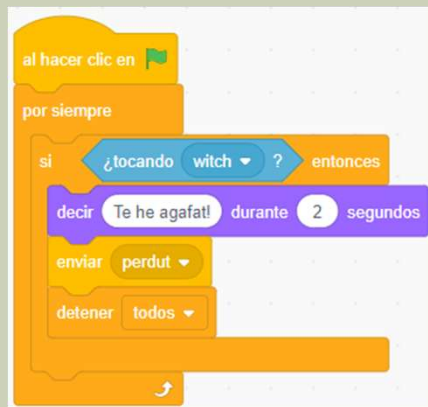 al hacer clic en
por siempre
si ¿tocando witch ? entonces
decir Te he agafat! durante 2 segundos
enviar perdut
detener todos